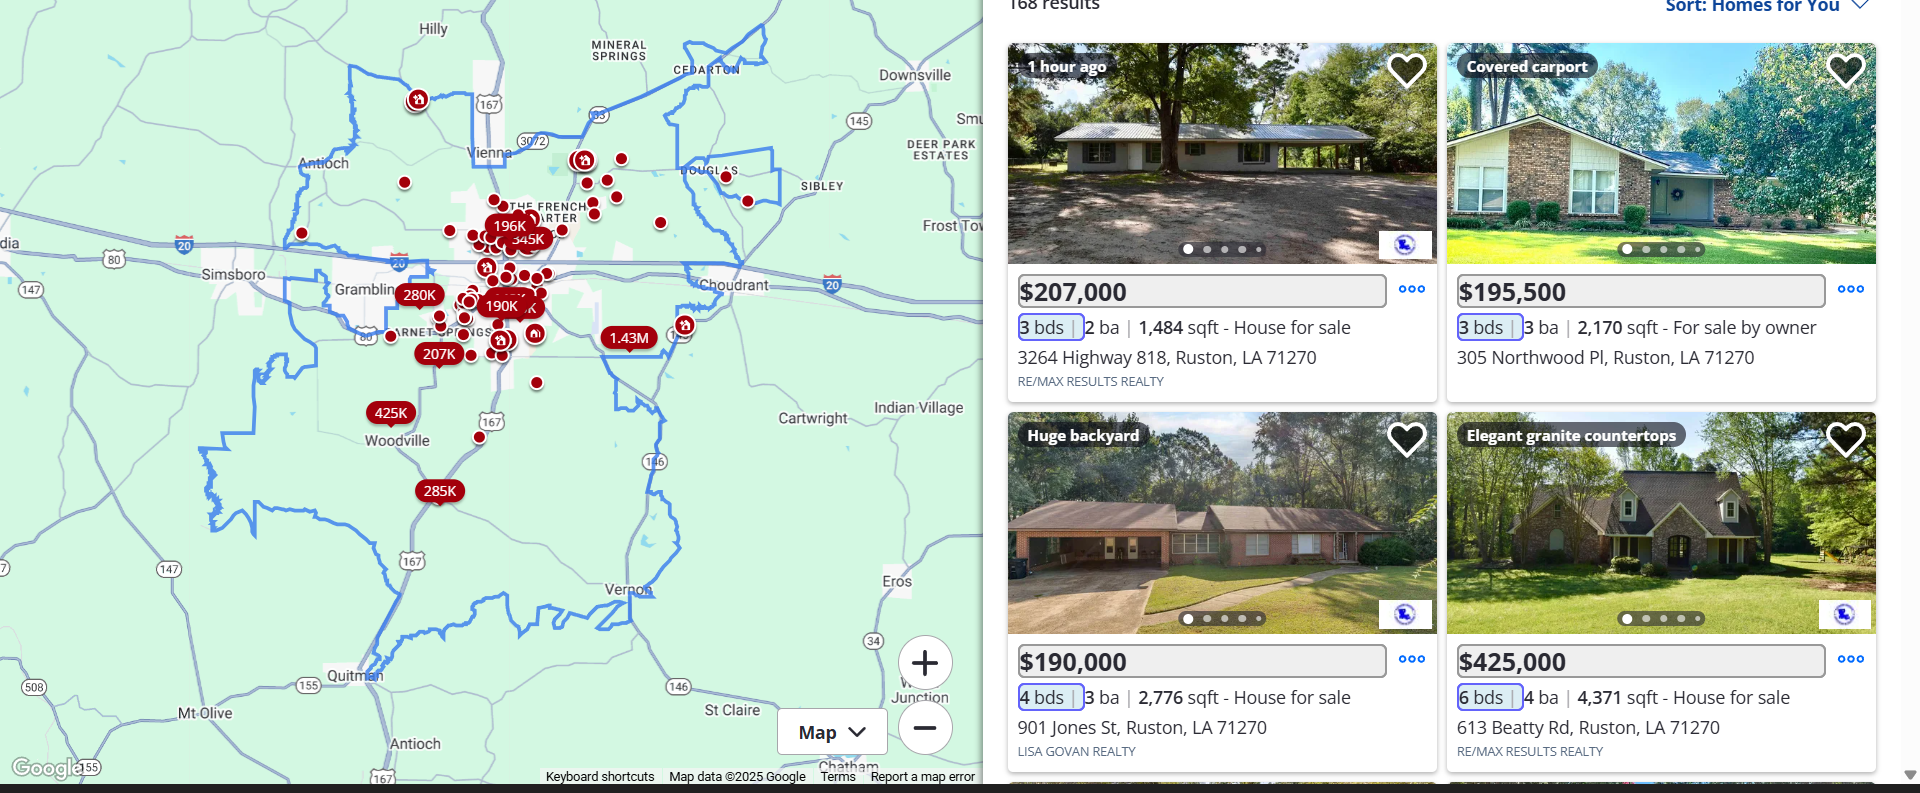 168 results
Sort: Homes for You
1 hour ago
$207,000
3 bds | 2 ba | 1,484 sqft - House for sale
3264 Highway 818, Ruston, LA 71270
RE/MAX RESULTS REALTY
Covered carport
$195,500
3 bds | 3 ba | 2,170 sqft - For sale by owner
305 Northwood Pl, Ruston, LA 71270
Huge backyard
$190,000
4 bds | 3 ba | 2,776 sqft - House for sale
901 Jones St, Ruston, LA 71270
LISA GOVAN REALTY
Elegant granite countertops
$425,000
6 bds | 4 ba | 4,371 sqft - House for sale
613 Beatty Rd, Ruston, LA 71270
RE/MAX RESULTS REALTY
Hilly
MINERAL
SPRINGS
CEDARTON
Downsville
167
33
145
3072
DEER PARK
ESTATES
Vienna
Antioch
DOUGLAS
SIBLEY
THE FRENCH
196K
345K
20
80
20
Simsboro
Choudrant
20
147
280K
190K
80
207K
1.43M
425K
Woodville
167
Cartwright
Indian Village
146
285K
167
147
Vernon
Eros
34
Quitman
155
146
508
Mt Olive
St Claire
Junction
Antioch
Map
Chatham
Google
155
167
Keyboard shortcuts
Map data ©2025 Google
Terms
Report a map error